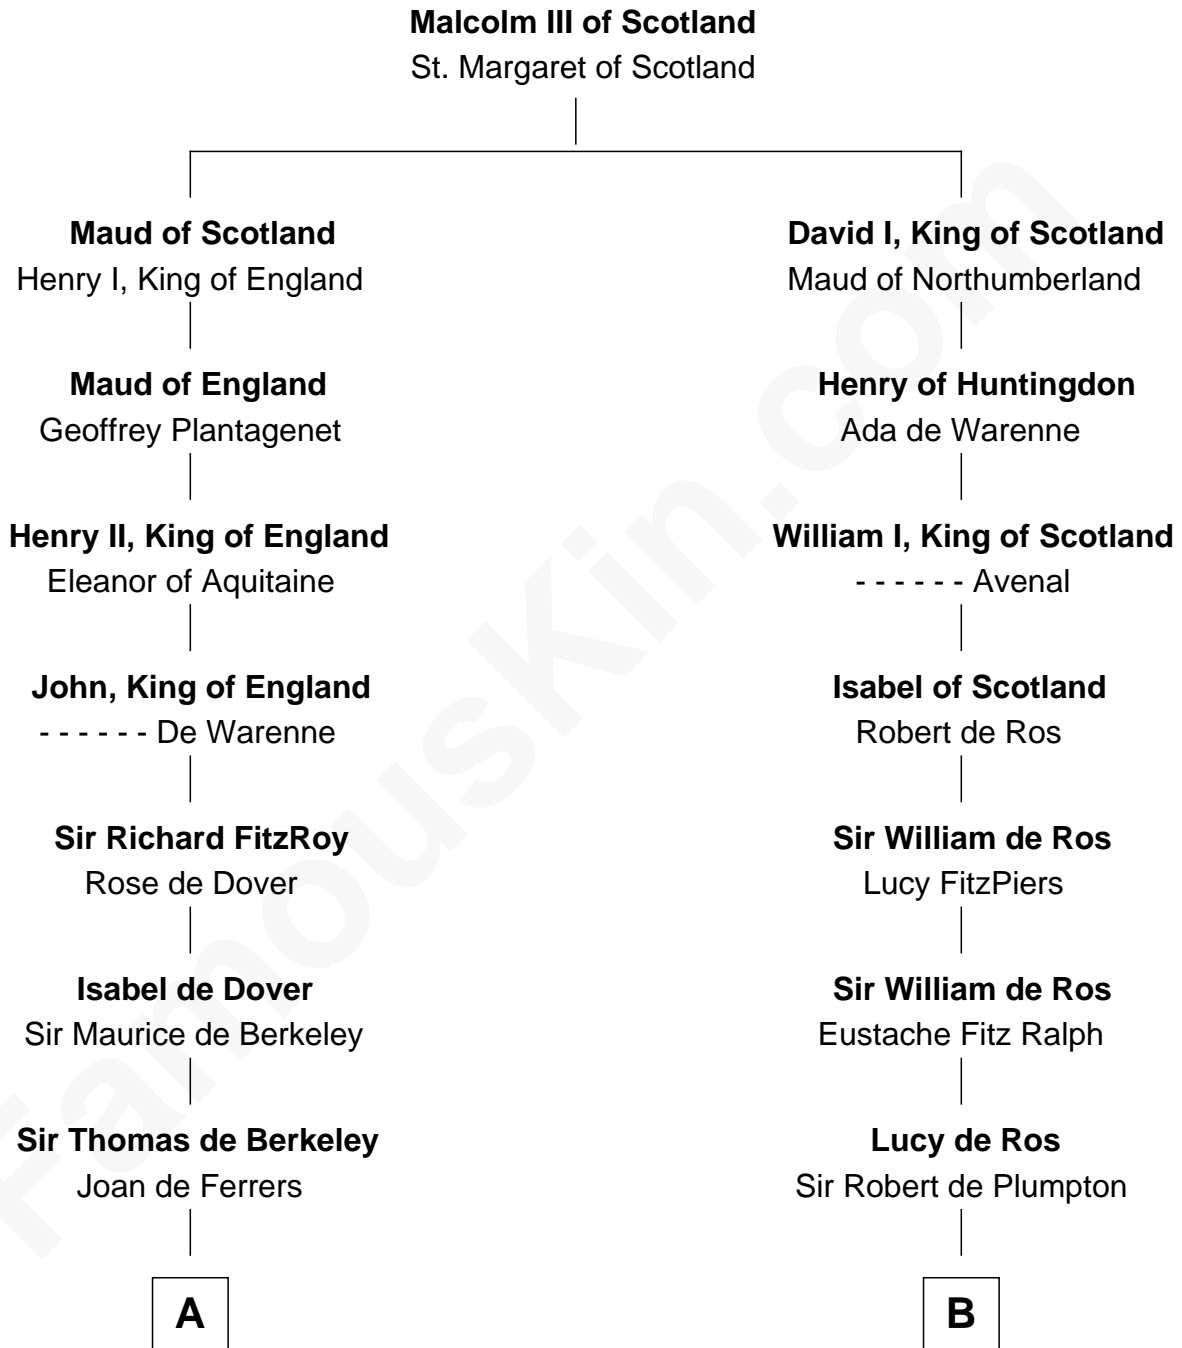 Malcolm III of Scotland
St. Margaret of Scotland
Maud of Scotland
Henry I, King of England
David I, King of Scotland
Maud of Northumberland
Maud of England
Geoffrey Plantagenet
Henry of Huntingdon
Ada de Warenne
Henry II, King of England
Eleanor of Aquitaine
William I, King of Scotland
- - - - - - Avenal
John, King of England
- - - - - - De Warenne
Isabel of Scotland
Robert de Ros
Sir Richard FitzRoy
Rose de Dover
Sir William de Ros
Lucy FitzPiers
Isabel de Dover
Sir Maurice de Berkeley
Sir William de Ros
Eustache Fitz Ralph
Sir Thomas de Berkeley
Joan de Ferrers
Lucy de Ros
Sir Robert de Plumpton
A
B
FamousKin.com